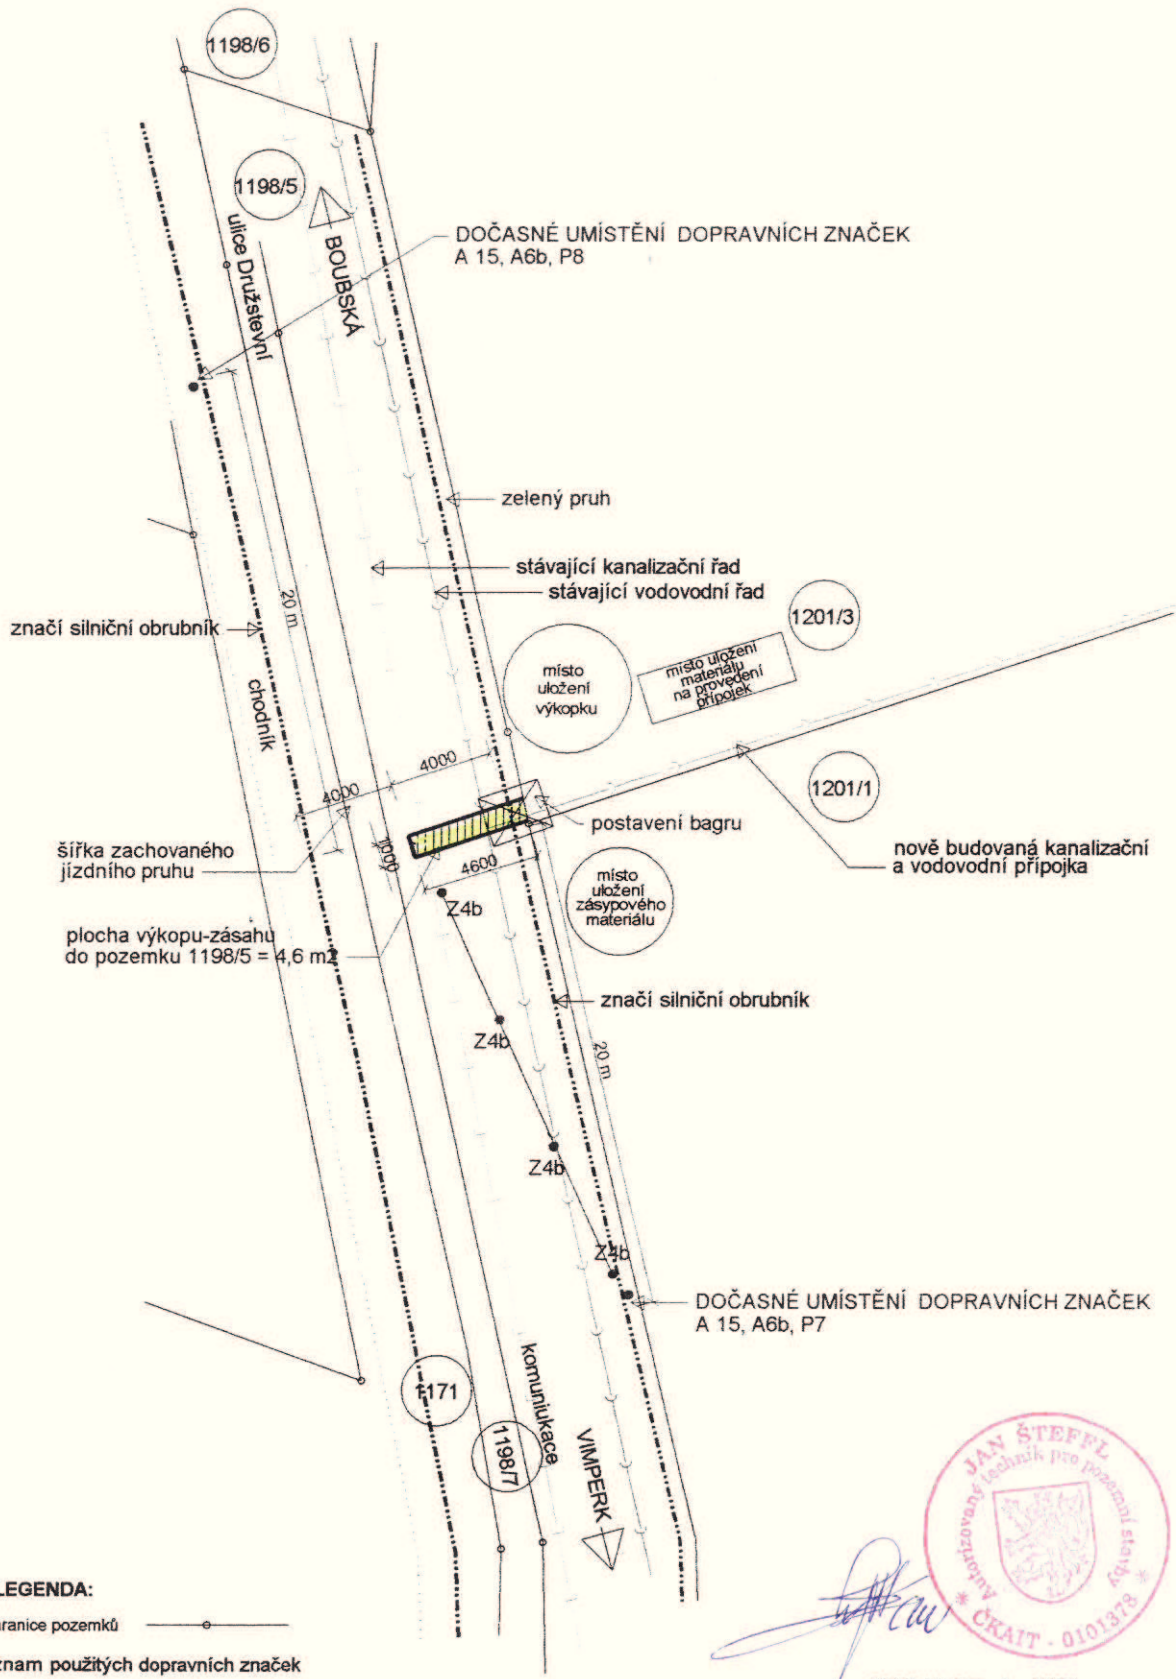 1198/6
1198/5
ulice Družstevní
BOUBSKÁ
DOČASNÉ UMÍSTĚNÍ DOPRAVNÍCH ZNAČEK
A 15, A6b, P8
zelený pruh
stávající kanalizační řad
stávající vodovodní řad
značí silniční obrubník
20 m
chodník
místo
uložení
výkopku
místo uložení
materiálu
na provedení
přípojek
1201/3
1201/1
4000
4000
1000
4600
postavení bagru
šířka zachovaného
jízdního pruhu
nově budovaná kanalizační
a vodovodní přípojka
místo
uložení
zásypového
materiálu
plocha výkopu-zásahu
do pozemku 1198/5 = 4,6 m2
Z4b
značí silniční obrubník
Z4b
20 m
Z4b
Z4b
DOČASNÉ UMÍSTĚNÍ DOPRAVNÍCH ZNAČEK
A 15, A6b, P7
1171
1198/7
komuniukace
VIMPERK
JAN ŠTEFFL
Autorizovaný technik pro pozemní stavby
* ČKAIT - 0101378 *
LEGENDA:
ranice pozemků
znam použitých dopravních značek